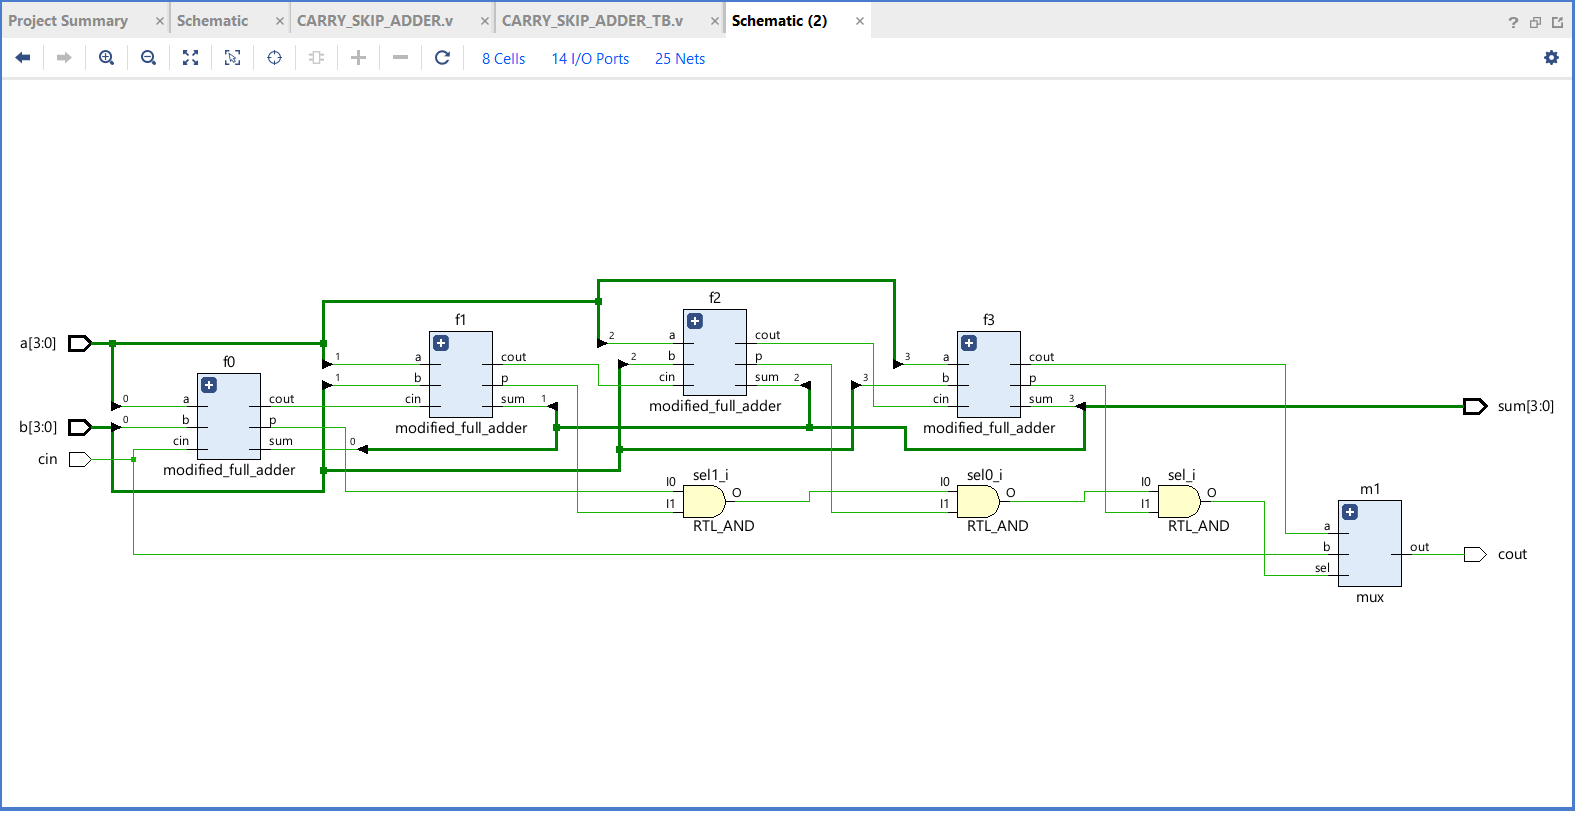 Project Summary × Schematic × CARRY_SKIP_ADDER.v × CARRY_SKIP_ADDER_TB.v × Schematic (2) × ?
8 Cells 14 I/O Ports 25 Nets
a[3:0]
b[3:0]
cin
f0
0 a
0 b
cin
cout
p
sum 0
modified_full_adder
f1
1 a
1 b
cin
cout
p
sum 1
modified_full_adder
f2
2 a
2 b
cin
cout
p
sum 2
modified_full_adder
f3
3 a
3 b
cin
cout
p
sum 3
modified_full_adder
sum[3:0]
sel1_i
I0
I1
O
RTL_AND
sel0_i
I0
I1
O
RTL_AND
sel_i
I0
I1
O
RTL_AND
m1
a
b
sel
out
mux
cout